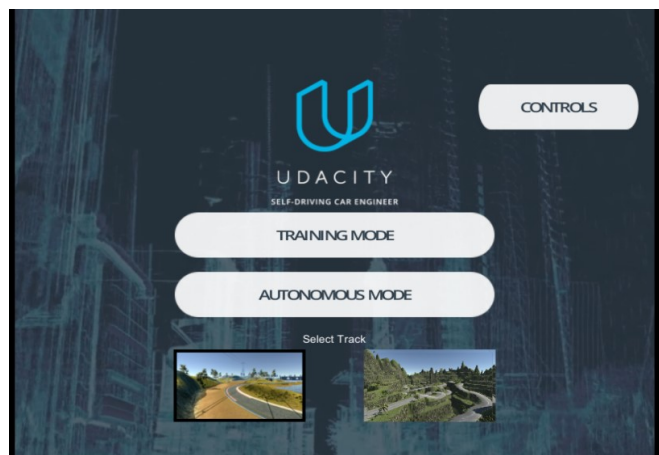 CONTROLS
UDACITY
SELF-DRIVING CAR ENGINEER
TRAINING MODE
AUTONOMOUS MODE
Select Track